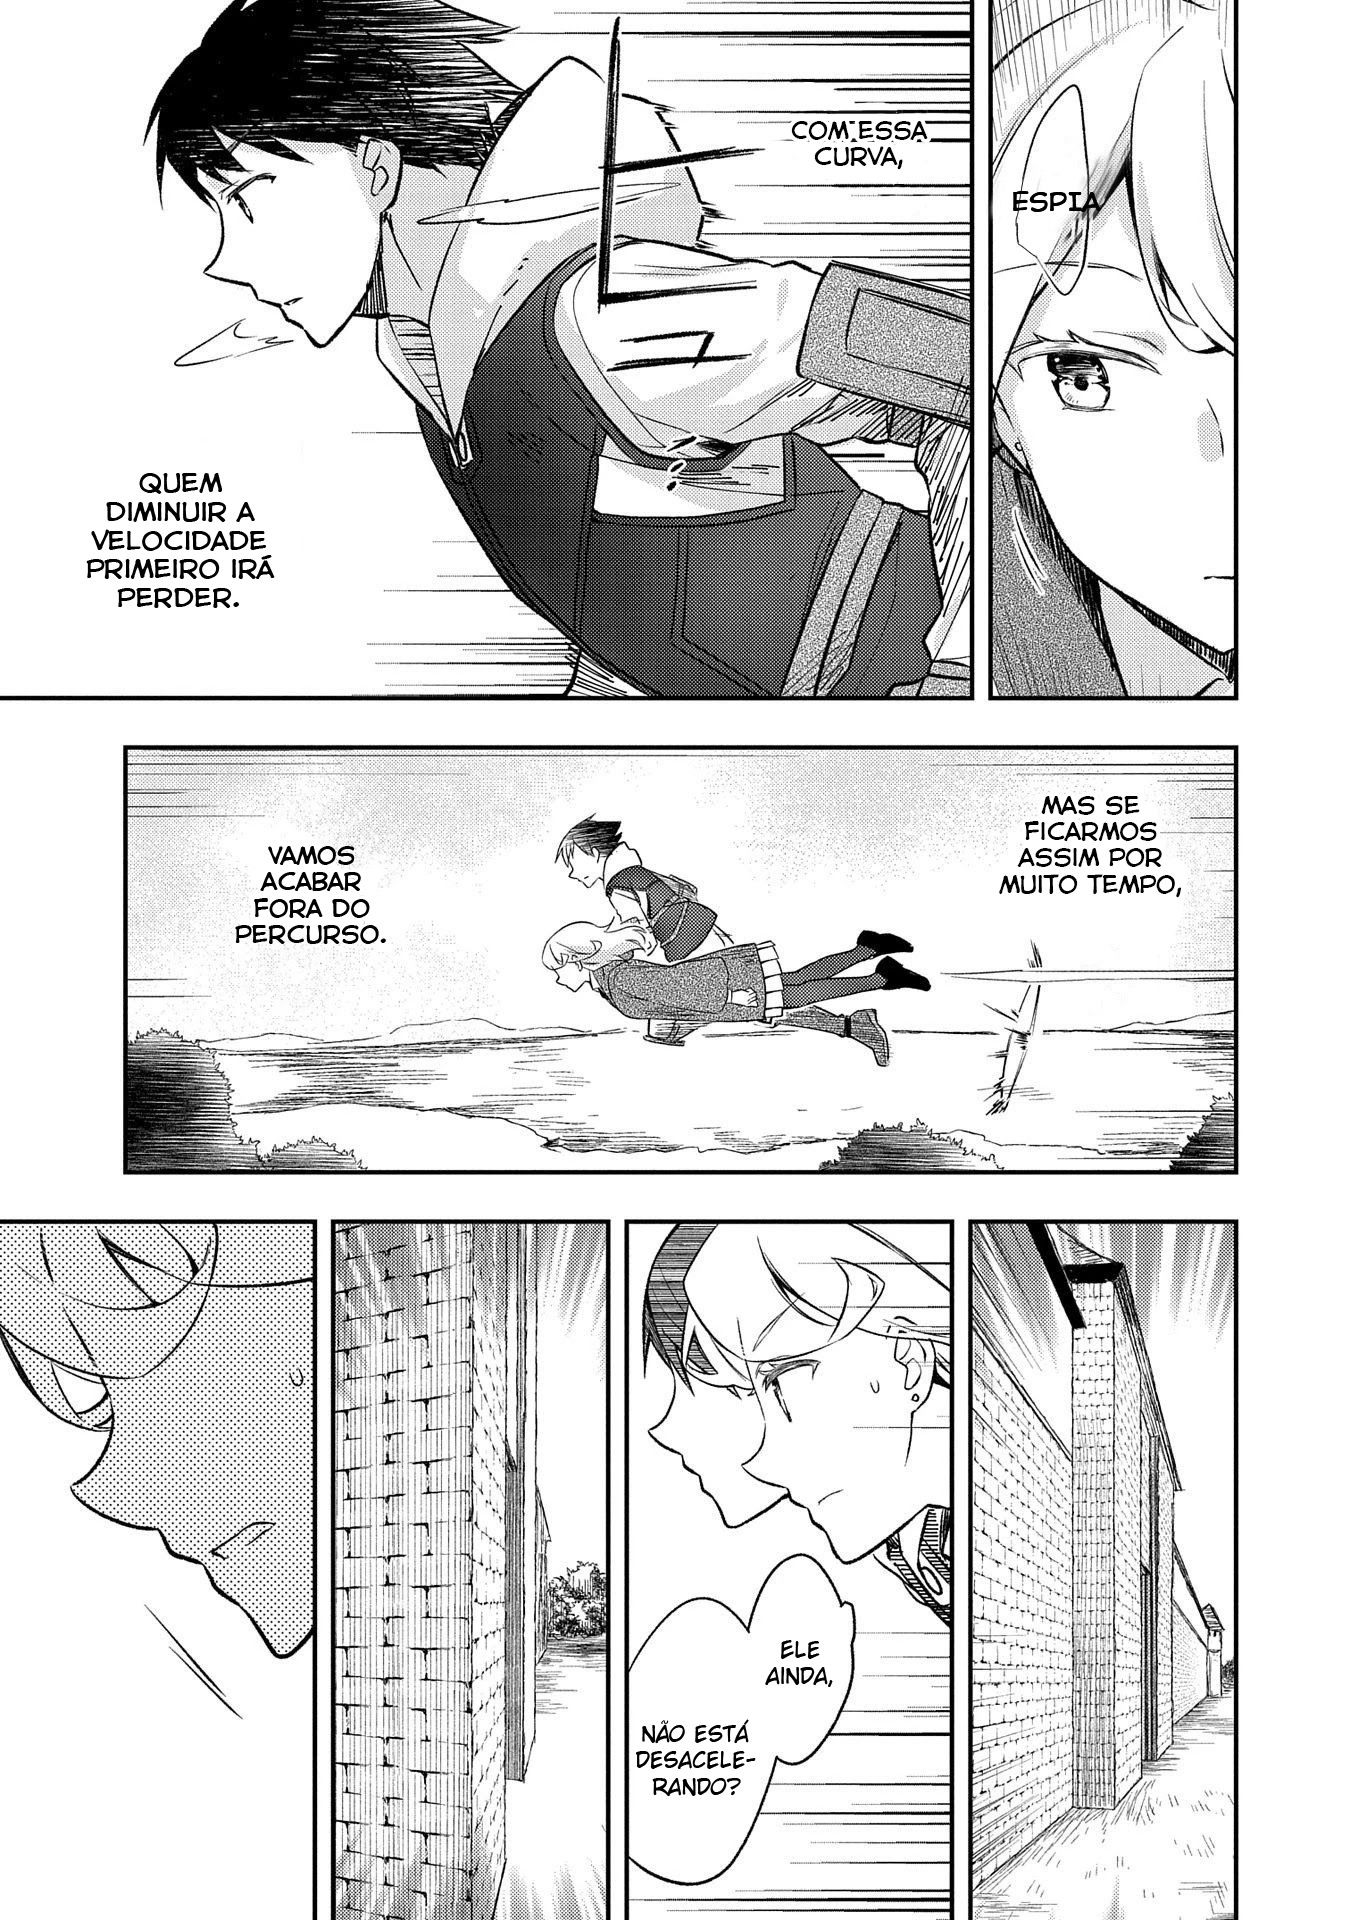 ESPIA
COM ESSA
CURVA,
QUEM
DIMINUIR A
VELOCIDADE
PRIMEIRO IRÁ
PERDER.
MAS SE
FICARMOS
ASSIM POR
MUITO TEMPO,
VAMOS
ACABAR
FORA DO
PERCURSO.
ELE
AINDA,
NÃO ESTÁ
DESACELE-
RANDO?